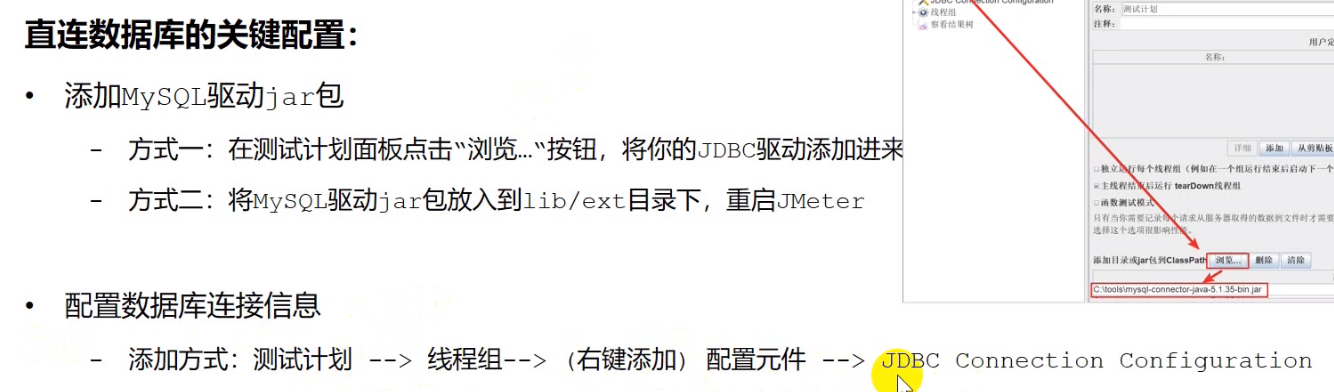 直连数据库的关键配置：
• 添加MySQL驱动jar包
– 方式一：在测试计划面板点击“浏览…“按钮，将你的JDBC驱动添加进来
– 方式二：将MySQL驱动jar包放入到lib/ext目录下，重启JMeter
• 配置数据库连接信息
– 添加方式：测试计划 --> 线程组--> （右键添加）配置元件 --> JDBC Connection Configuration
JDBC Connection Configuration
线程组
察看结果树
名称： 测试计划
注释：
用户定
名称：
详细 添加 从剪贴板
独立运行每个线程组（例如在一个组运行结束后启动下一个
主线程结束后运行 tearDown线程组
函数测试模式
只有当你需要记录每个请求从服务器取得的数据到文件时才需要
选择这个选项很影响性能。
添加目录或jar包到ClassPath 浏览... 删除 清除
C:\tools\mysql-connector-java-5.1.35-bin.jar